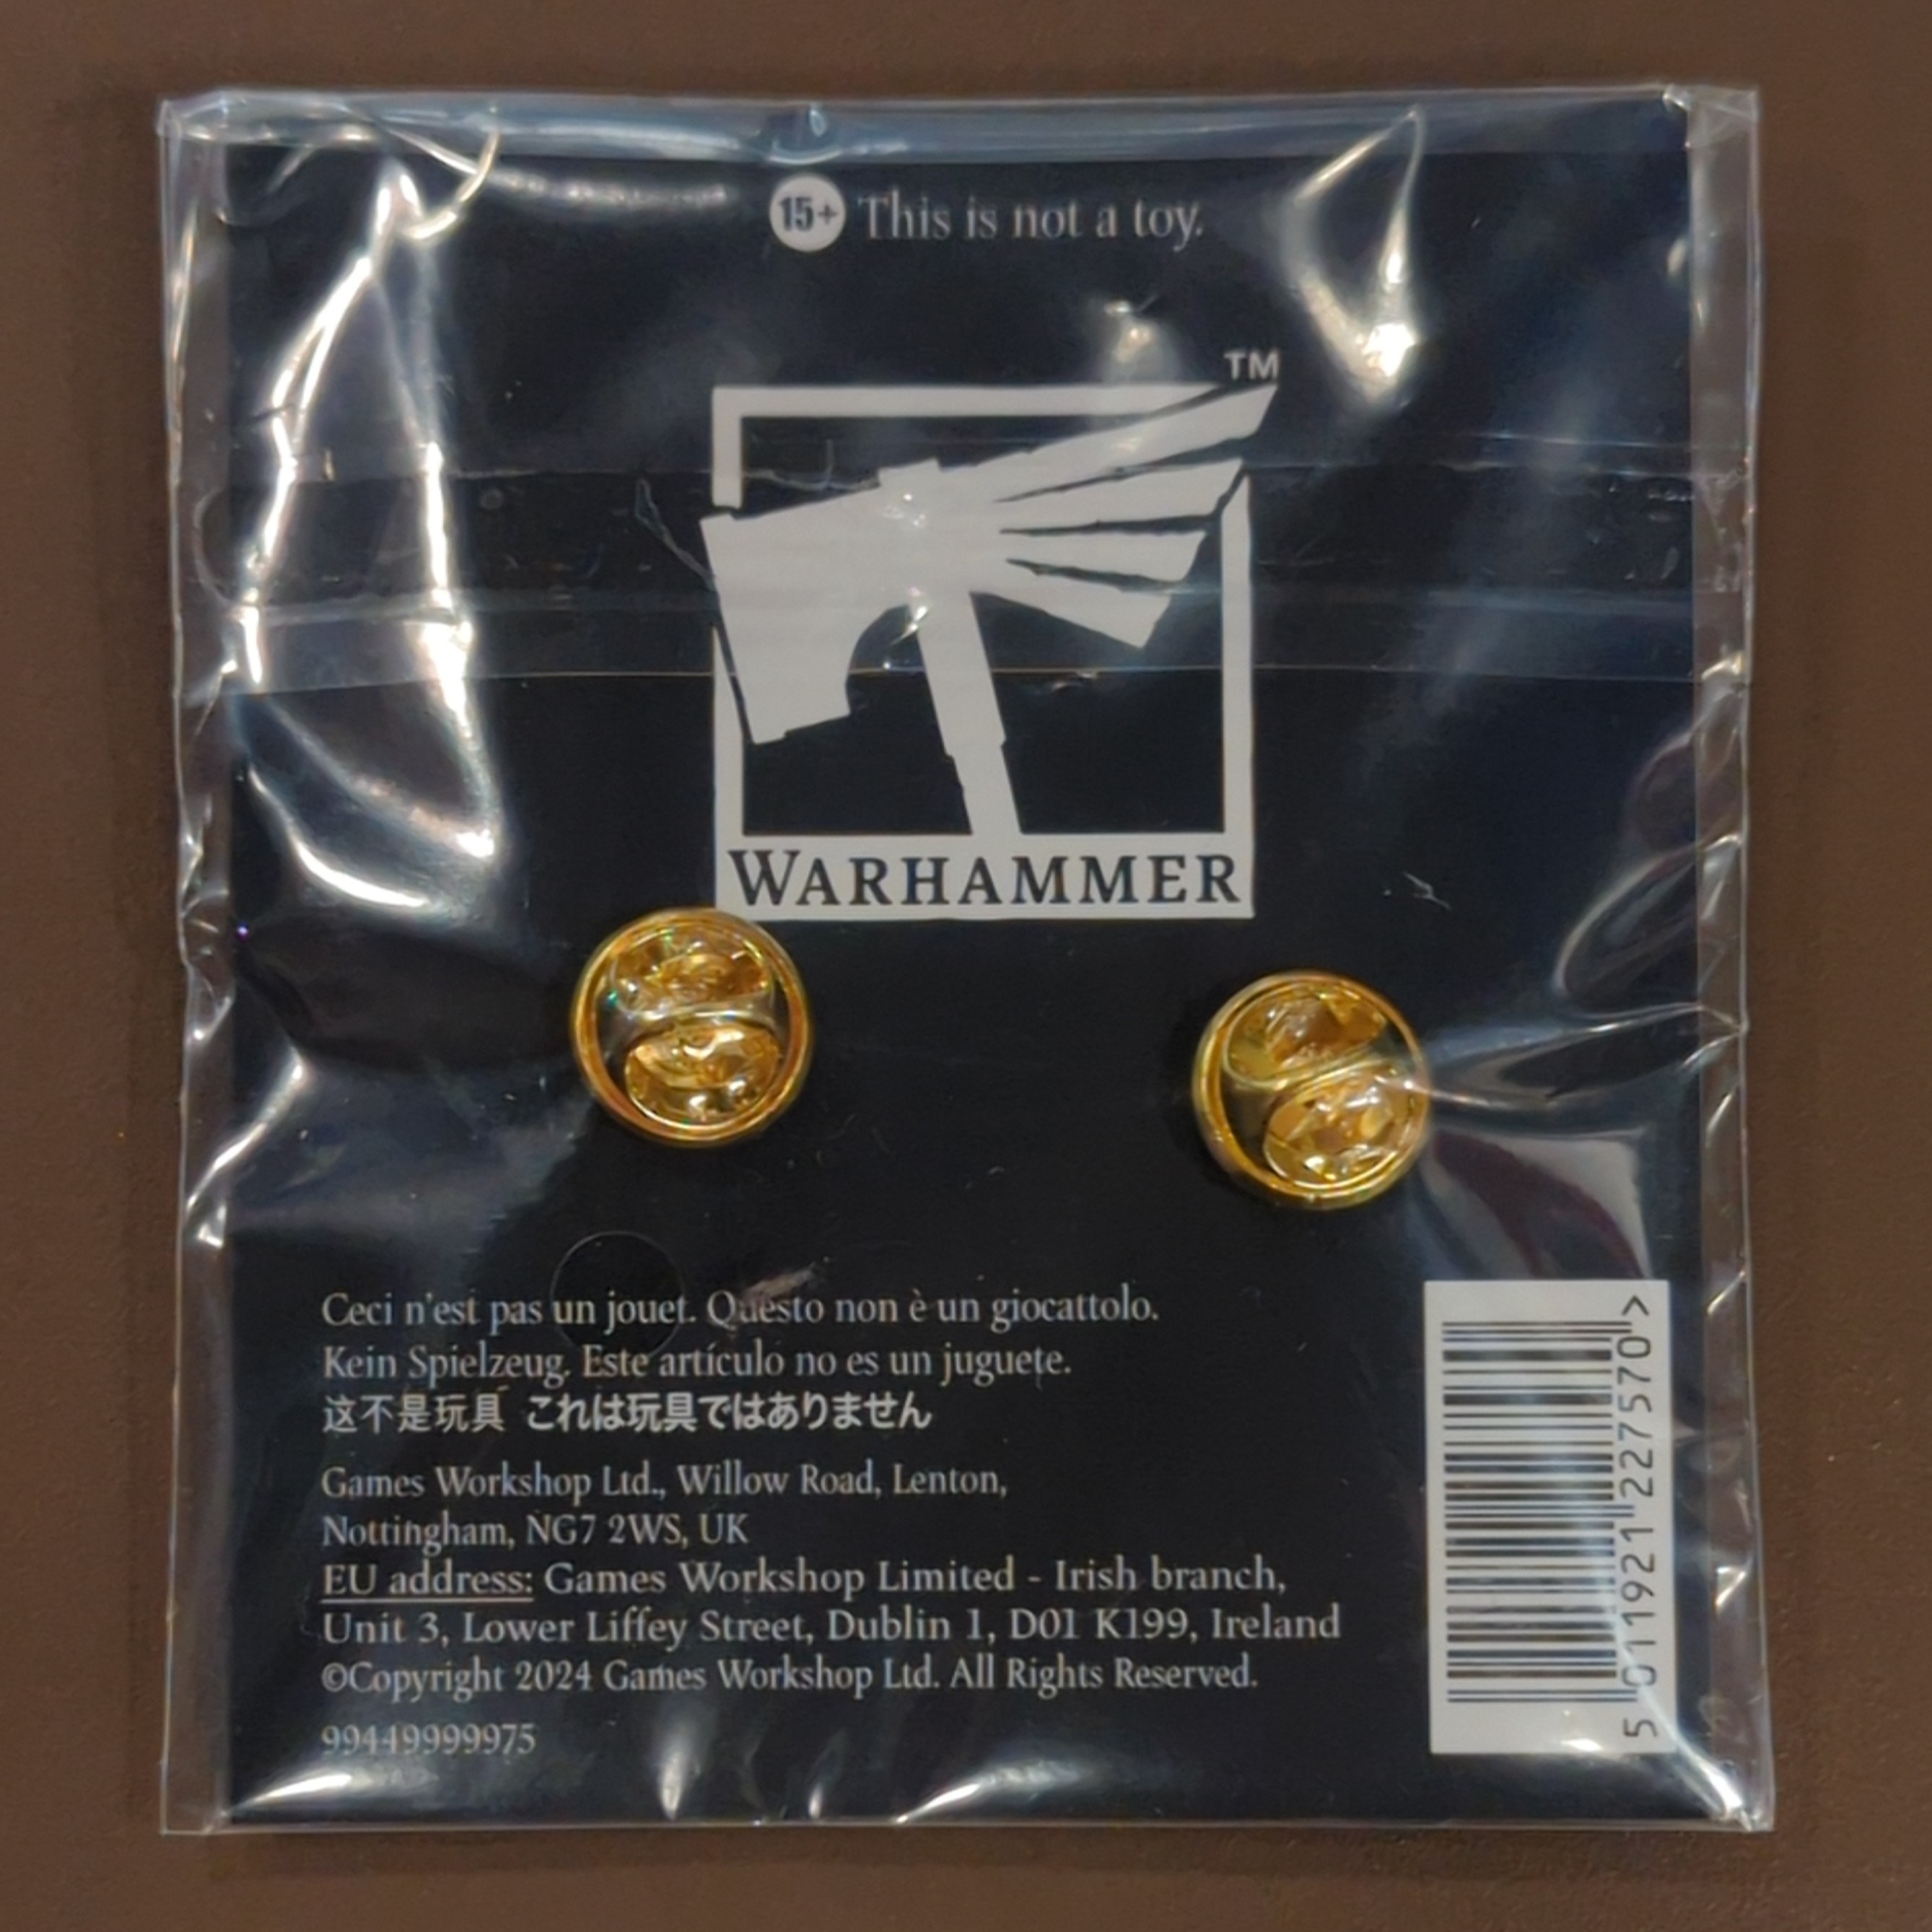 15+ This is not a toy.
TM
WARHAMMER
Ceci n'est pas un jouet. Questo non è un giocattolo.
Kein Spielzeug. Este artículo no es un juguete.
这不是玩具 これは玩具ではありません
Games Workshop Ltd., Willow Road, Lenton,
Nottingham, NG7 2WS, UK
EU address: Games Workshop Limited - Irish branch,
Unit 3, Lower Liffey Street, Dublin 1, D01 K199, Ireland
©Copyright 2024 Games Workshop Ltd. All Rights Reserved.
99449999975
5 011921 227570 >